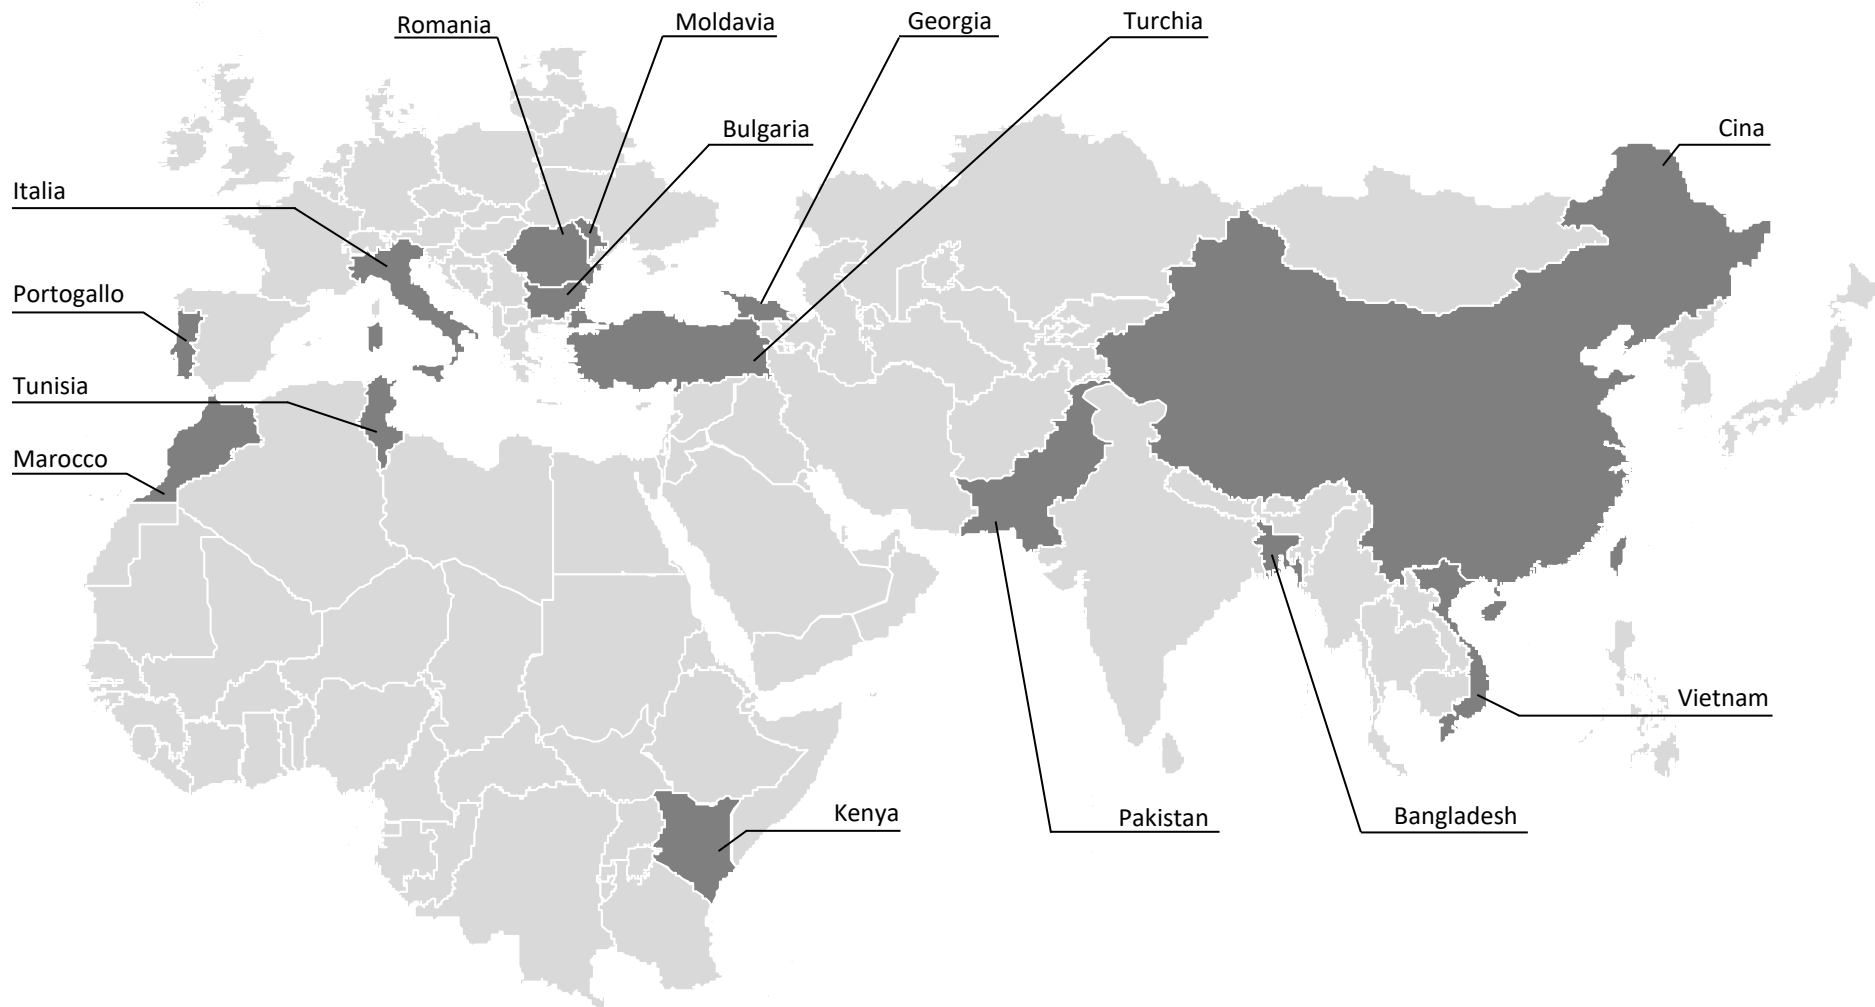 Romania
Moldavia
Georgia
Turchia
Bulgaria
Cina
Italia
Portogallo
Tunisia
Marocco
Vietnam
Kenya
Pakistan
Bangladesh